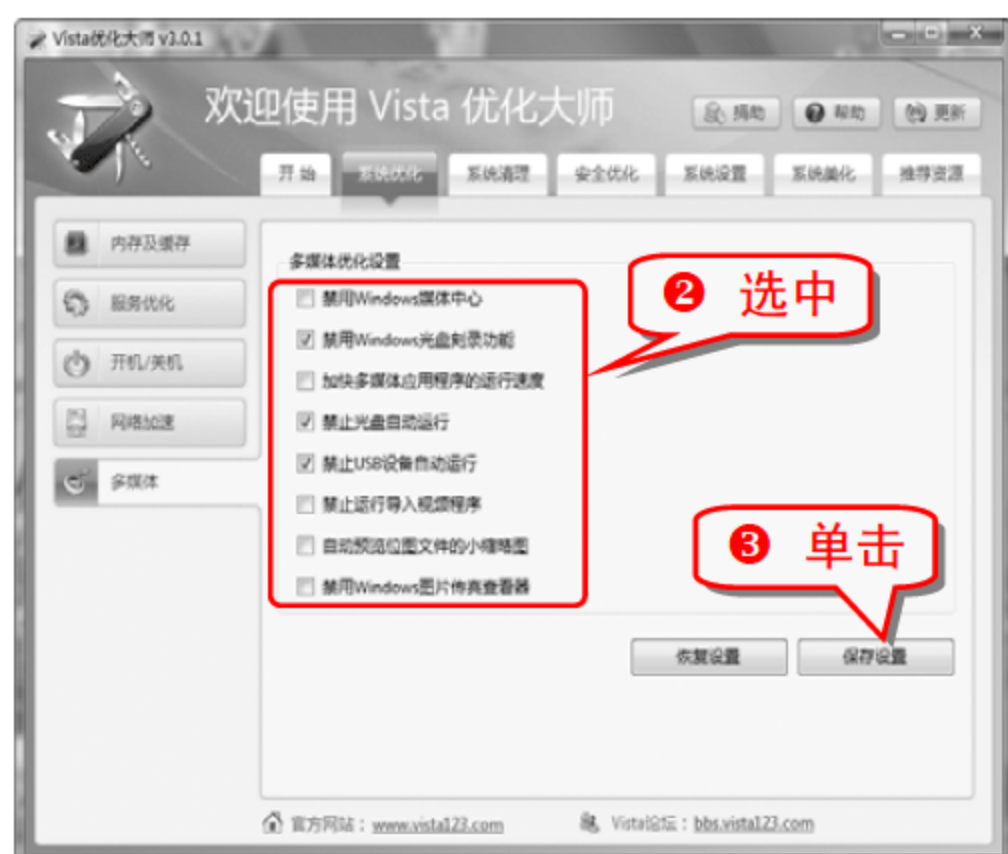 Vista优化大师 v3.0.1
欢迎使用 Vista 优化大师
捐助 帮助 更新
开始 系统优化 系统清理 安全优化 系统设置 系统美化 推荐资源
内存及缓存
服务优化
开机/关机
网络加速
多媒体
多媒体优化设置
禁用Windows媒体中心
禁用Windows光盘刻录功能
加快多媒体应用程序的运行速度
禁止光盘自动运行
禁止USB设备自动运行
禁止运行导入视频程序
自动预览位图文件的小缩略图
禁用Windows图片传真查看器
❷ 选中
❸ 单击
恢复设置 保存设置
官方网站：www.vista123.com Vista论坛：bbs.vista123.com